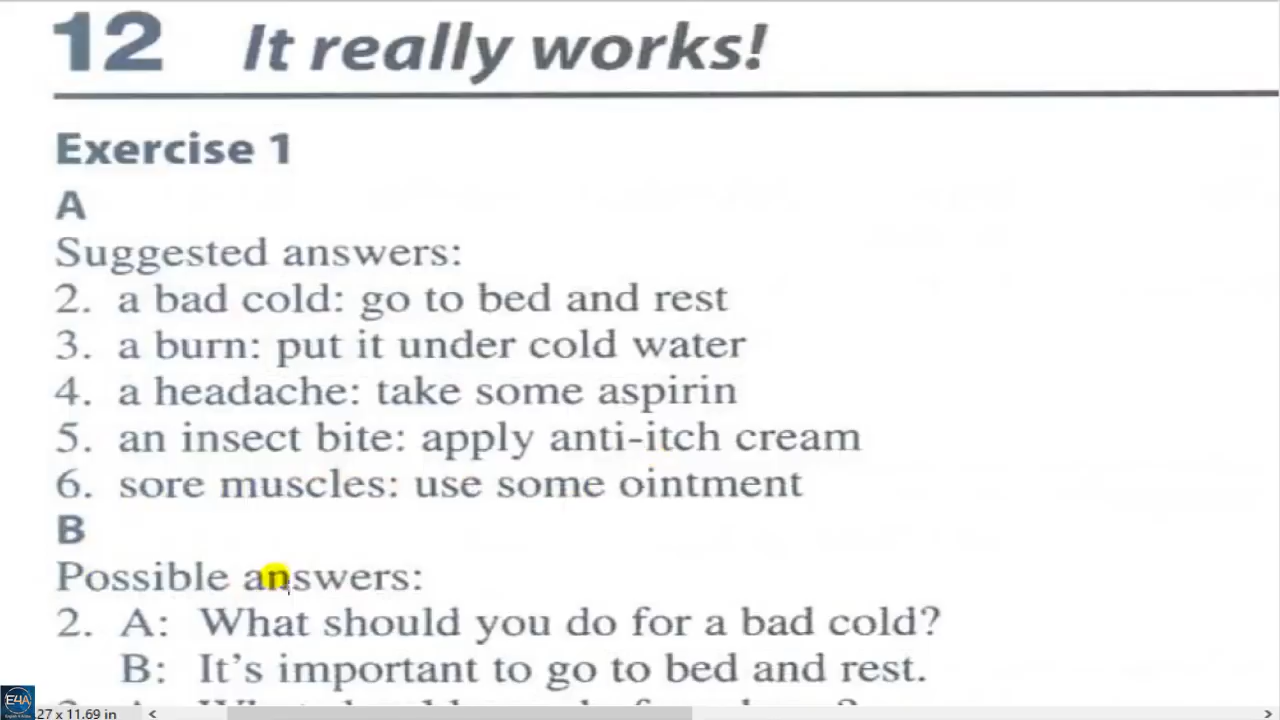 12 It really works!
Exercise 1
A
Suggested answers:
2. a bad cold: go to bed and rest
3. a burn: put it under cold water
4. a headache: take some aspirin
5. an insect bite: apply anti-itch cream
6. sore muscles: use some ointment
B
Possible answers:
2. A: What should you do for a bad cold?
B: It's important to go to bed and rest.
E4A
27 x 11.69 in